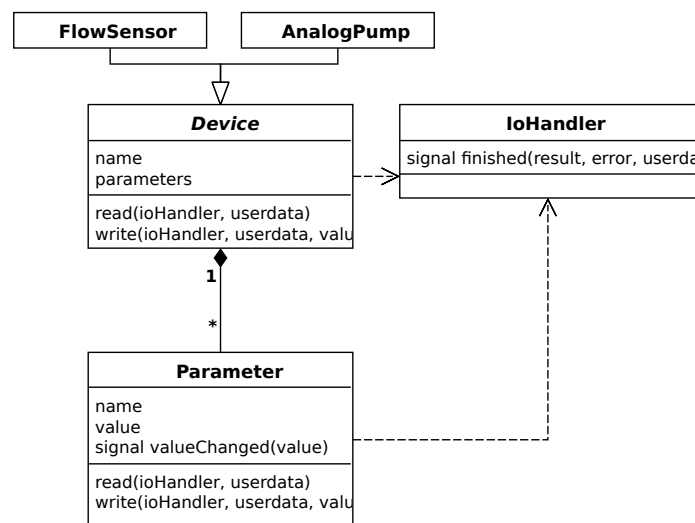 FlowSensor
AnalogPump
Device
name
parameters
read(ioHandler, userdata)
write(ioHandler, userdata, valu
IoHandler
signal finished(result, error, userda
1
*
Parameter
name
value
signal valueChanged(value)
read(ioHandler, userdata)
write(ioHandler, userdata, valu